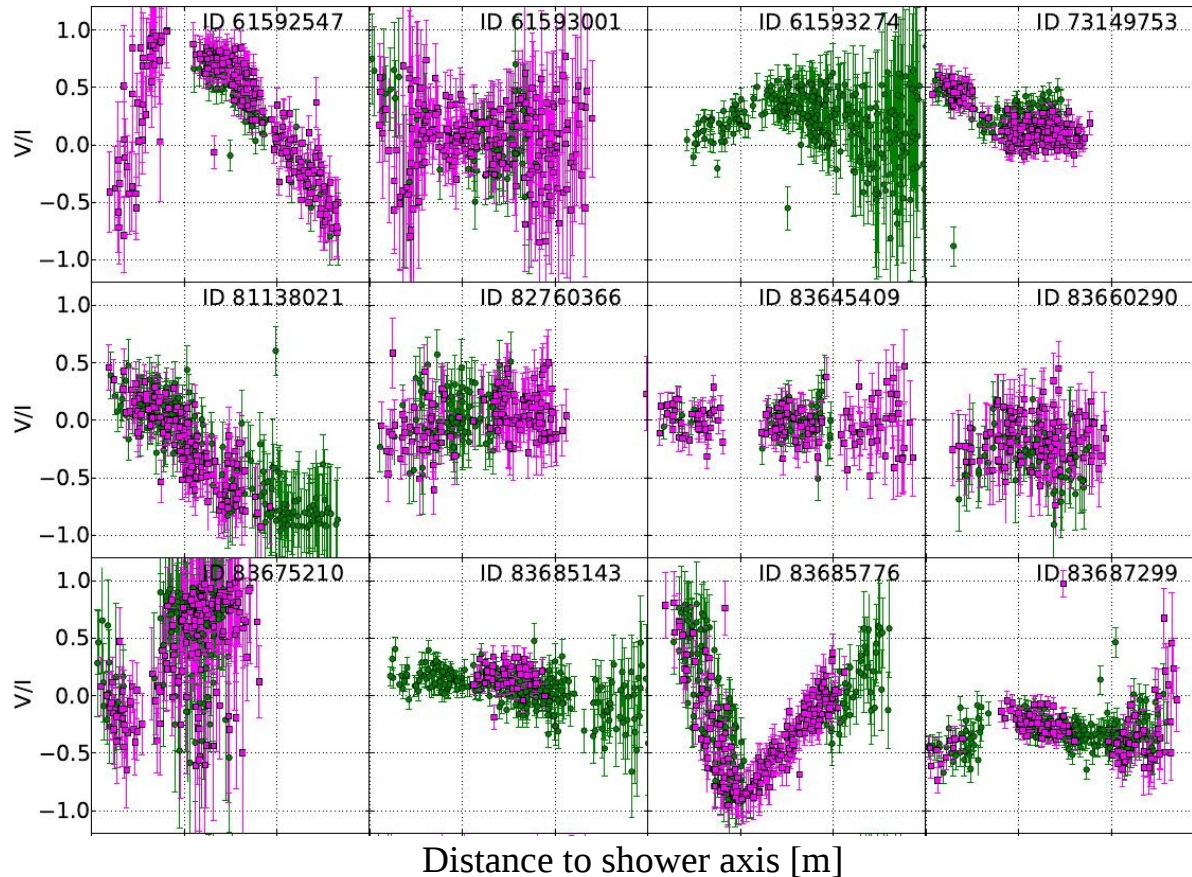 ID 61592547 ID 61593001 ID 61593274 ID 73149753
1.0
0.5
0.0
−0.5
−1.0
V/I
ID 81138021 ID 82760366 ID 83645409 ID 83660290
1.0
0.5
0.0
−0.5
−1.0
V/I
ID 83675210 ID 83685143 ID 83685776 ID 83687299
1.0
0.5
0.0
−0.5
−1.0
V/I
Distance to shower axis [m]